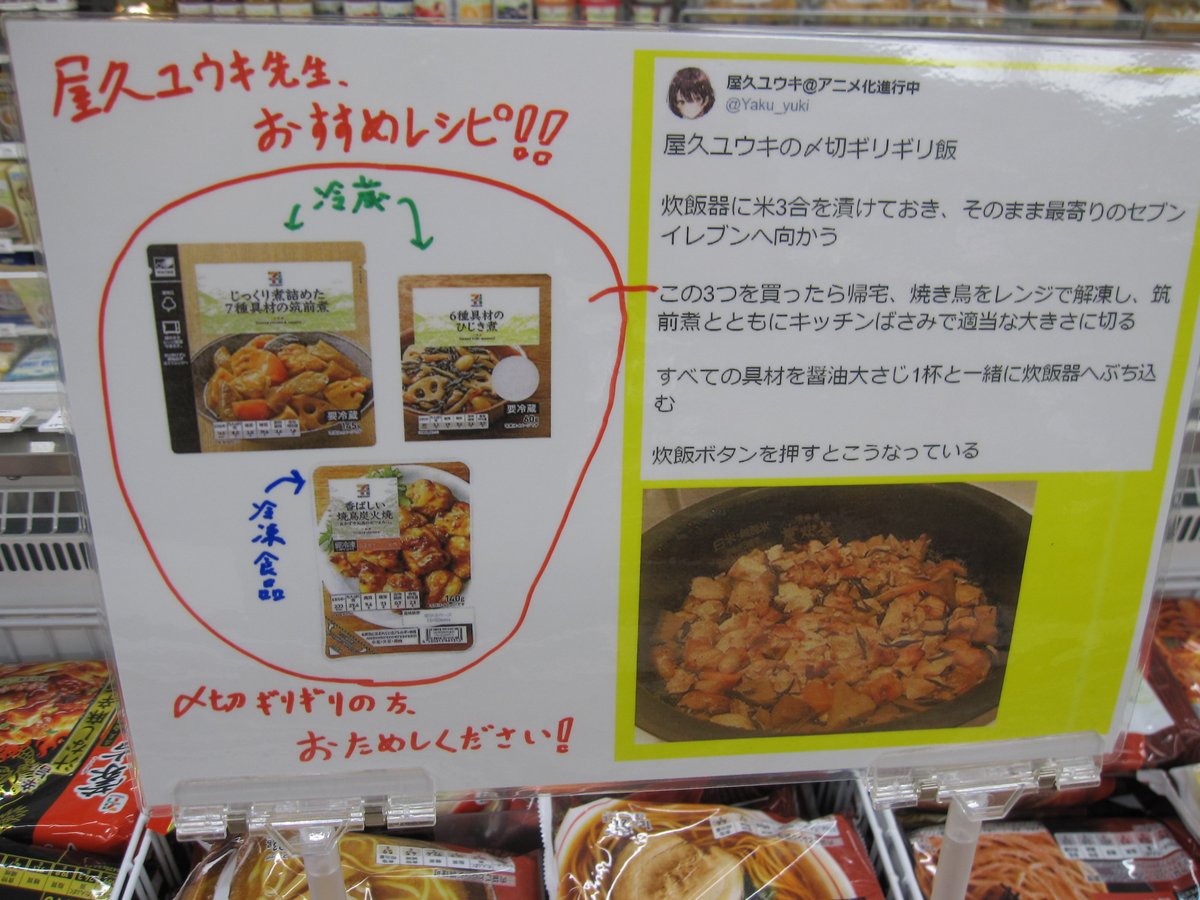 屋久ユウキ先生、
おすすめレシピ!!
冷蔵
じっくり煮詰めた
7種具材の筑前煮
要冷蔵
165g
6種具材の
ひじき煮
要冷蔵
60g
冷凍食品
香ばしい
焼鳥炭火焼
140g
〆切ギリギリの方、
おためしください!
屋久ユウキ@アニメ化進行中
@Yaku_yuki
屋久ユウキの〆切ギリギリ飯
炊飯器に米3合を漬けておき、そのまま最寄りのセブン
イレブンへ向かう
この3つを買ったら帰宅、焼き鳥をレンジで解凍し、筑
前煮とともにキッチンばさみで適当な大きさに切る
すべての具材を醤油大さじ1杯と一緒に炊飯器へぶち込
む
炊飯ボタンを押すとこうなっている